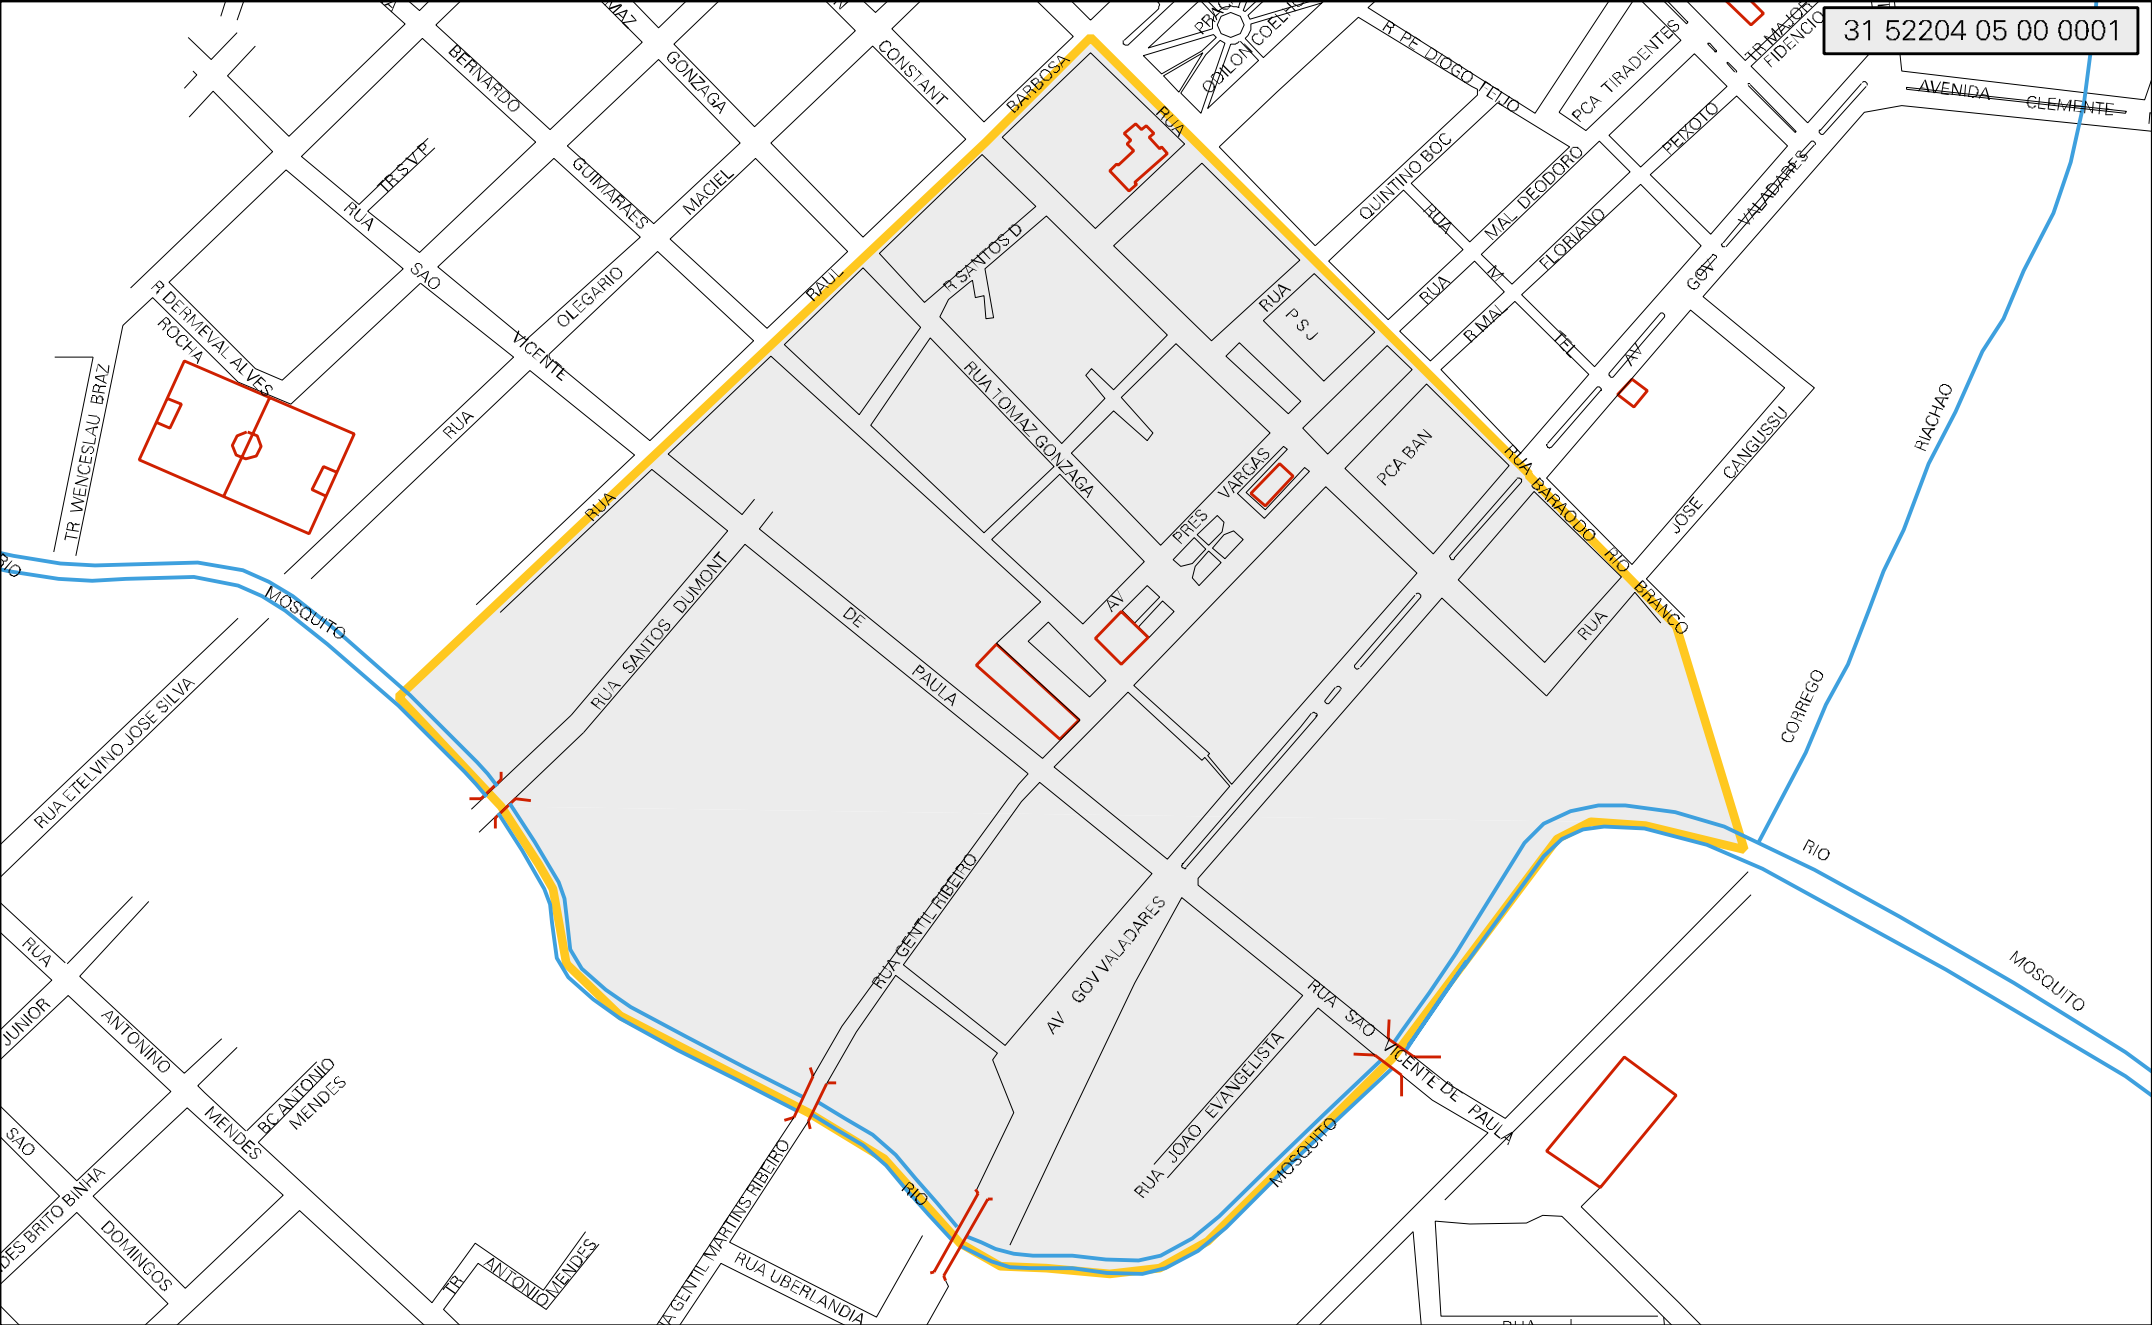 31 52204 05 00 0001
BERNARDO
GONZAGA
CONSTANT
BARBOSA
RUA
ODILON COELHO
R PE DIOGO TEIJO
PCA TIRADENTES
TR MAJOR
FIDENCIO
AVENIDA CLEMENTE
TR S V P
GUIMARAES
MACIEL
QUINTINO BOC
RUA
MAL DEODORO
PEIXOTO
FLORIANO
VALADARES
GOV
AV
RUA
SAO
VICENTE
OLEGARIO
RAUL
R SANTOS D
RUA
P S J
RUA
M
R MAL
TEL
R DERMEVAL ALVES
ROCHA
TR WENCESLAU BRAZ
RUA
RUA
RUA TOMAZ GONZAGA
PCA BAN
PRES VARGAS
AV
RUA BARAODO RIO BRANCO
JOSE CANGUSSU
RUA
RIACHAO
CORREGO
RIO
MOSQUITO
RUA SANTOS DUMONT
DE
PAULA
RUA ETELVINO JOSE SILVA
RUA GENTIL RIBEIRO
AV GOV VALADARES
RIO
MOSQUITO
RUA SAO VICENTE DE PAULA
RUA JOAO EVANGELISTA
MOSQUITO
RIO
RUA
JUNIOR
ANTONINO
MENDES
BC ANTONIO
MENDES
SAO
DOMINGOS
DES BRITO BINHA
TR ANTONIO MENDES
TA GENTIL MARTINS RIBEIRO
RUA UBERLANDIA
RUA